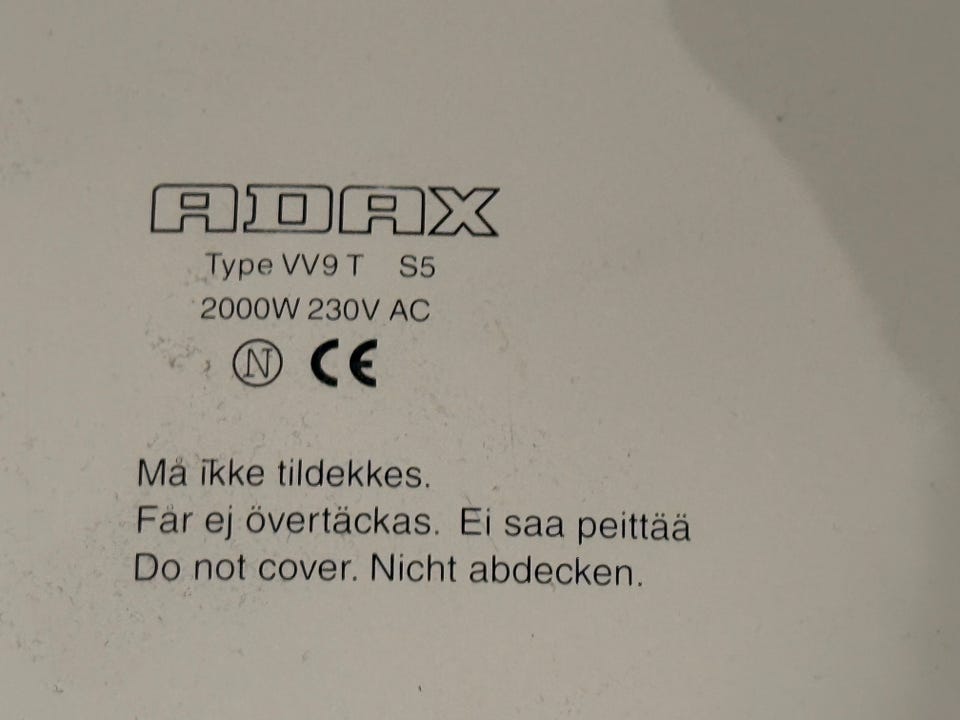 ADAX
Type VV9 T S5
2000W 230V AC
N CE
Må ikke tildekkes.
Får ej övertäckas. Ei saa peittää
Do not cover. Nicht abdecken.